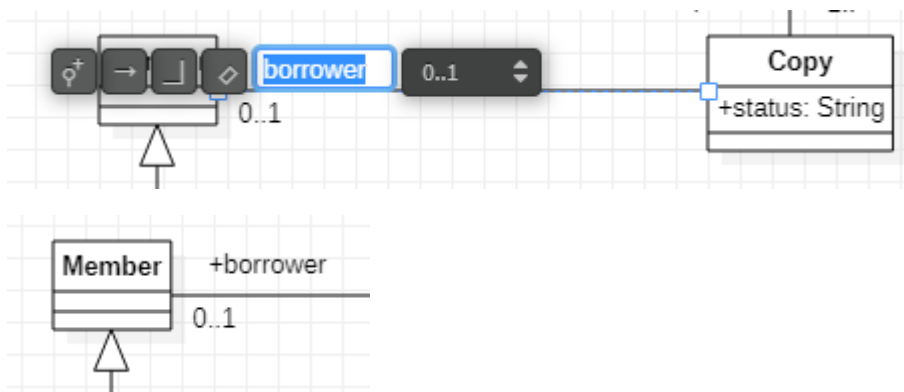 borrower 0..1
Copy
0..1
+status: String
Member
+borrower
0..1